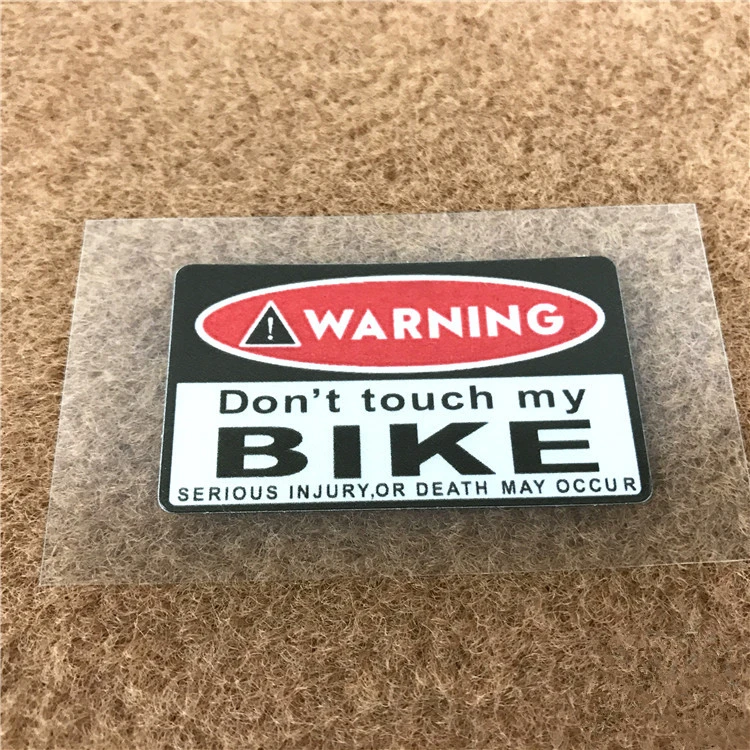 ! WARNING
Don't touch my
BIKE
SERIOUS INJURY,OR DEATH MAY OCCUR